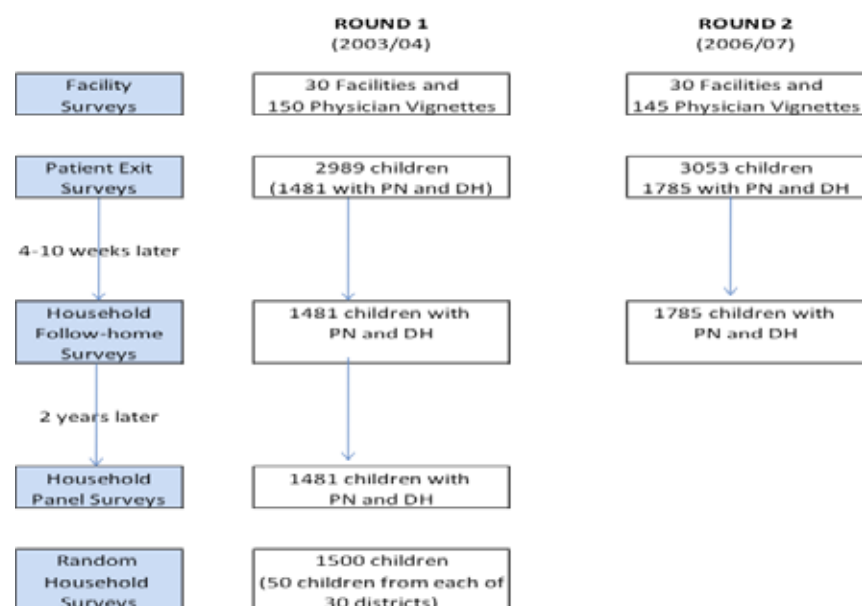 ROUND 1
(2003/04)
ROUND 2
(2006/07)
Facility
Surveys
30 Facilities and
150 Physician Vignettes
30 Facilities and
145 Physician Vignettes
Patient Exit
Surveys
2989 children
(1481 with PN and DH)
3053 children
1785 with PN and DH
4-10 weeks later
Household
Follow-home
Surveys
1481 children with
PN and DH
1785 children with
PN and DH
2 years later
Household
Panel Surveys
1481 children with
PN and DH
Random
Household
Surveys
1500 children
(50 children from each of
30 districts)